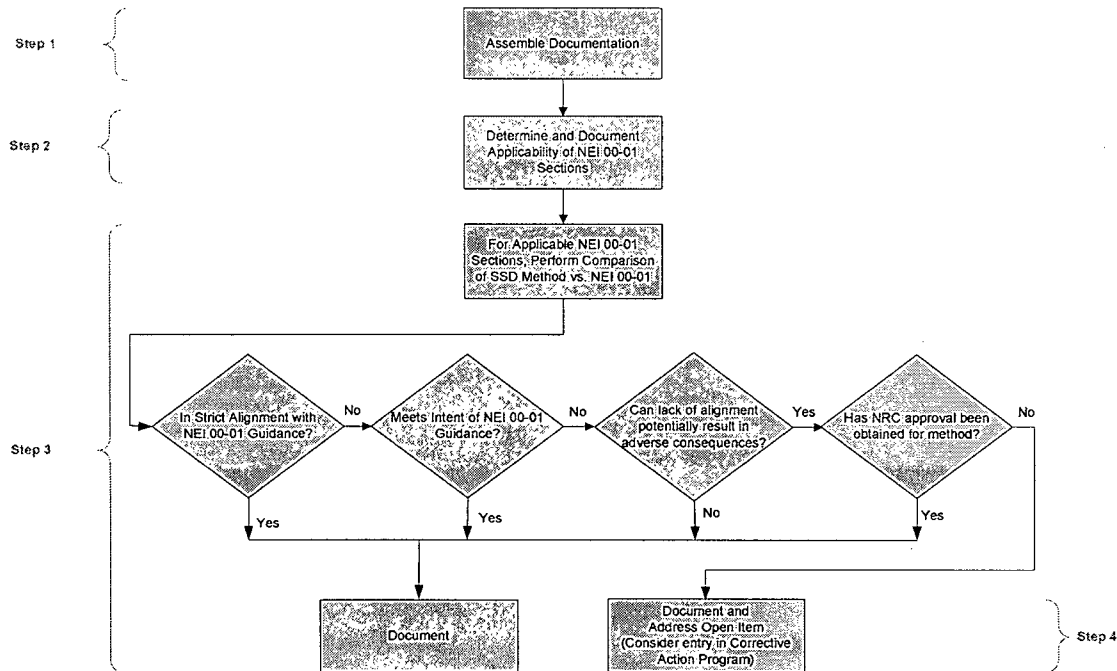 Step 1
Assemble Documentation
Step 2
Determine and Document
Applicability of NEI 00-01
Sections
For Applicable NEI 00-01
Sections, Perform Comparison
of SSD Method vs. NEI 00-01
Step 3
In Strict Alignment with
NEI 00-01 Guidance?
No
Meets Intent of NEI 00-01
Guidance?
No
Can lack of alignment
potentially result in
adverse consequences?
Yes
Has NRC approval been
obtained for method?
No
Yes
Yes
No
Yes
Document
Document and
Address Open Item
(Consider entry in Corrective
Action Program)
Step 4